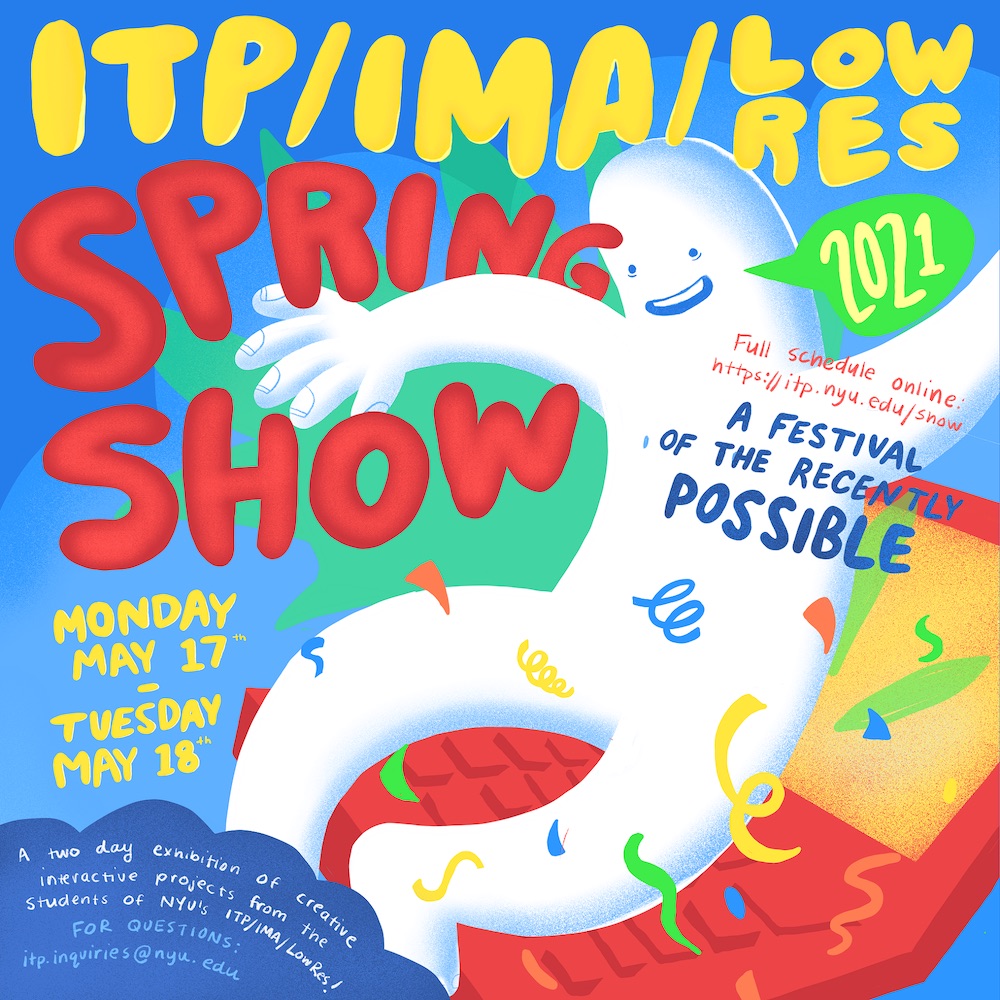 ITP/IMA/LOW RES
SPRING
SHOW
2021
Full schedule online:
https://itp.nyu.edu/show
A FESTIVAL
OF THE RECENTLY
POSSIBLE
MONDAY
MAY 17th
-
TUESDAY
MAY 18th
A two day exhibition of creative
interactive projects from the
students of NYU's ITP/IMA/LowRes!
FOR QUESTIONS:
itp.inquiries@nyu.edu